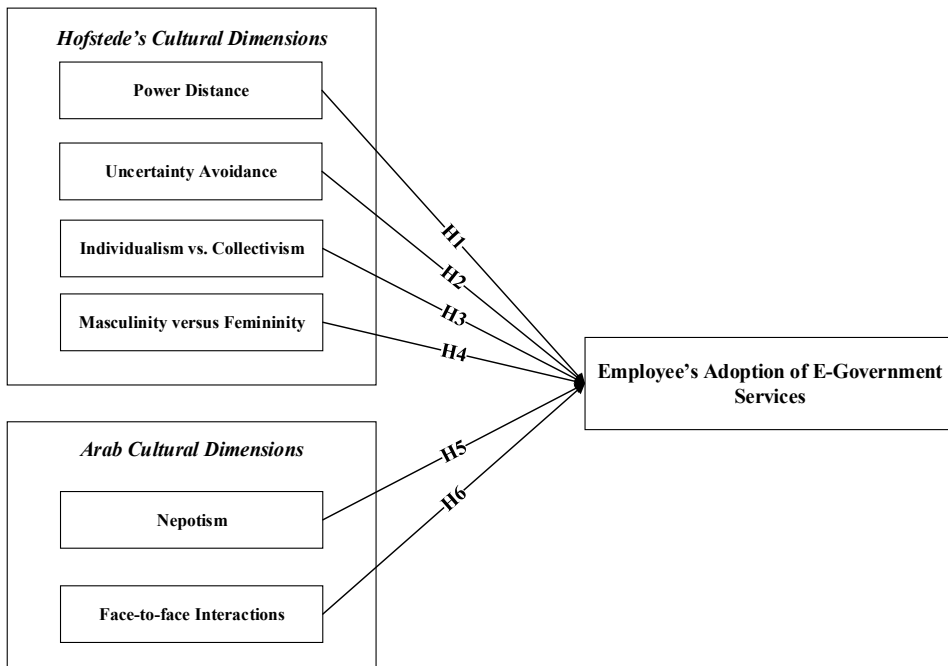 Hofstede’s Cultural Dimensions
Power Distance
Uncertainty Avoidance
Individualism vs. Collectivism
Masculinity versus Femininity
H1
H2
H3
H4
Employee’s Adoption of E-Government
Services
Arab Cultural Dimensions
Nepotism
Face-to-face Interactions
H5
H6